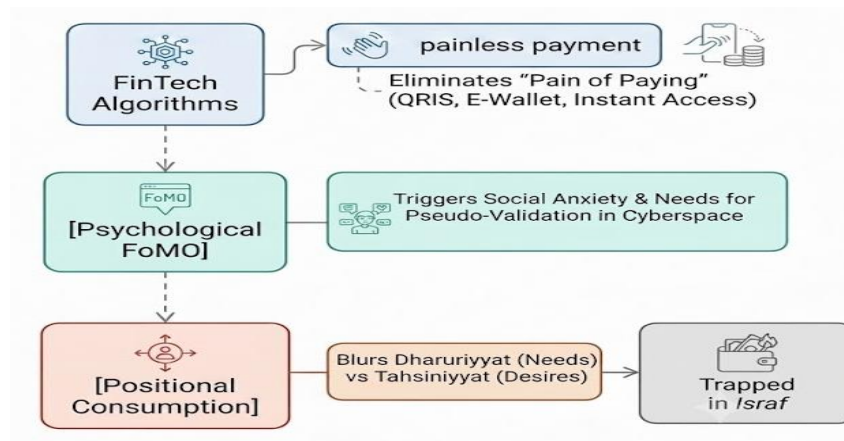 FinTech
Algorithms
painless payment
Eliminates “Pain of Paying”
(QRIS, E-Wallet, Instant Access)
FoMO
[Psychological
FoMO]
Triggers Social Anxiety & Needs for
Pseudo-Validation in Cyberspace
[Positional
Consumption]
Blurs Dharuriyyat (Needs)
vs Tahsiniyyat (Desires)
Trapped
in Israf